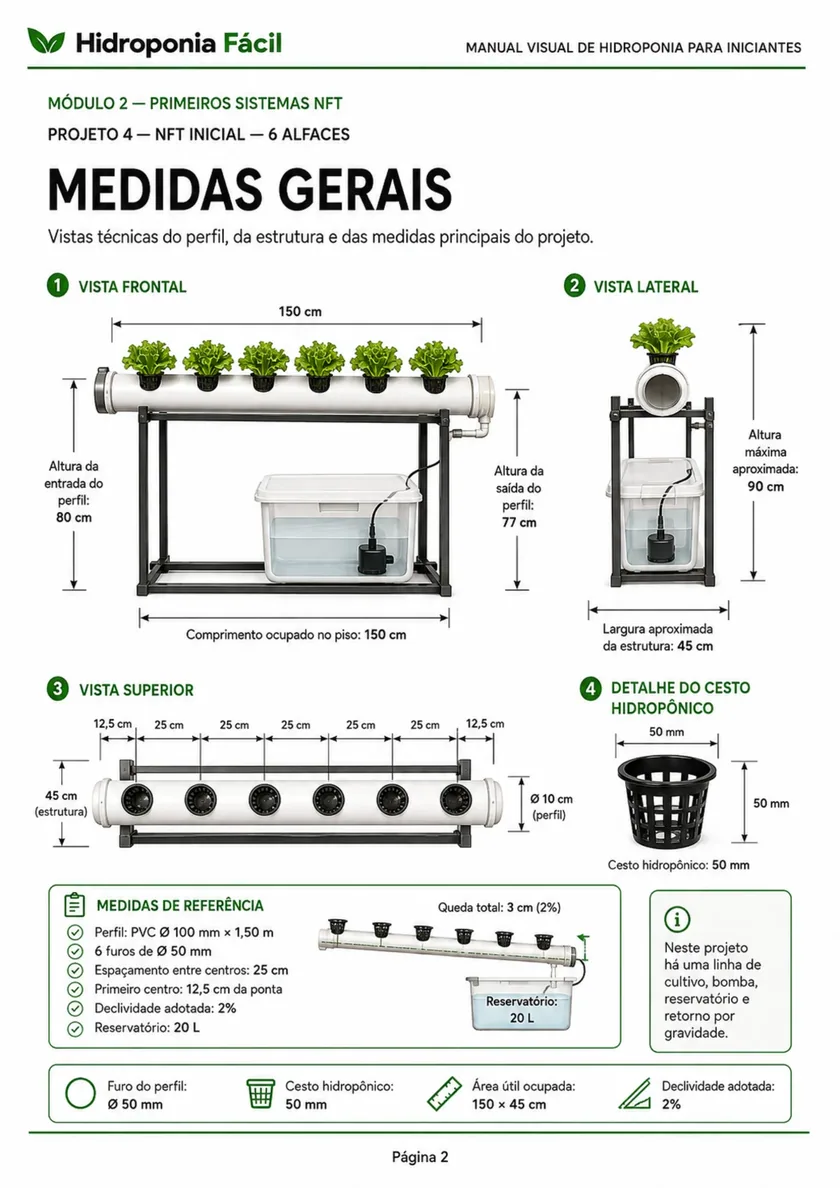 Hidroponia Fácil
MANUAL VISUAL DE HIDROPONIA PARA INICIANTES
MÓDULO 2 — PRIMEIROS SISTEMAS NFT
PROJETO 4 — NFT INICIAL — 6 ALFACES
MEDIDAS GERAIS
Vistas técnicas do perfil, da estrutura e das medidas principais do projeto.
1 VISTA FRONTAL
150 cm
Altura da
entrada do
perfil:
80 cm
Altura da
saída do
perfil:
77 cm
Comprimento ocupado no piso: 150 cm
2 VISTA LATERAL
Altura
máxima
aproximada:
90 cm
Largura aproximada
da estrutura: 45 cm
3 VISTA SUPERIOR
12,5 cm 25 cm 25 cm 25 cm 25 cm 25 cm 12,5 cm
45 cm
(estrutura)
Ø 10 cm
(perfil)
4 DETALHE DO CESTO
HIDROPÔNICO
50 mm
50 mm
Cesto hidropônico: 50 mm
MEDIDAS DE REFERÊNCIA
Perfil: PVC Ø 100 mm × 1,50 m
6 furos de Ø 50 mm
Espaçamento entre centros: 25 cm
Primeiro centro: 12,5 cm da ponta
Declividade adotada: 2%
Reservatório: 20 L
Queda total: 3 cm (2%)
Reservatório:
20 L
i
Neste projeto
há uma linha de
cultivo, bomba,
reservatório e
retorno por
gravidade.
Furo do perfil:
Ø 50 mm
Cesto hidropônico:
50 mm
Área útil ocupada:
150 × 45 cm
Declividade adotada:
2%
Página 2